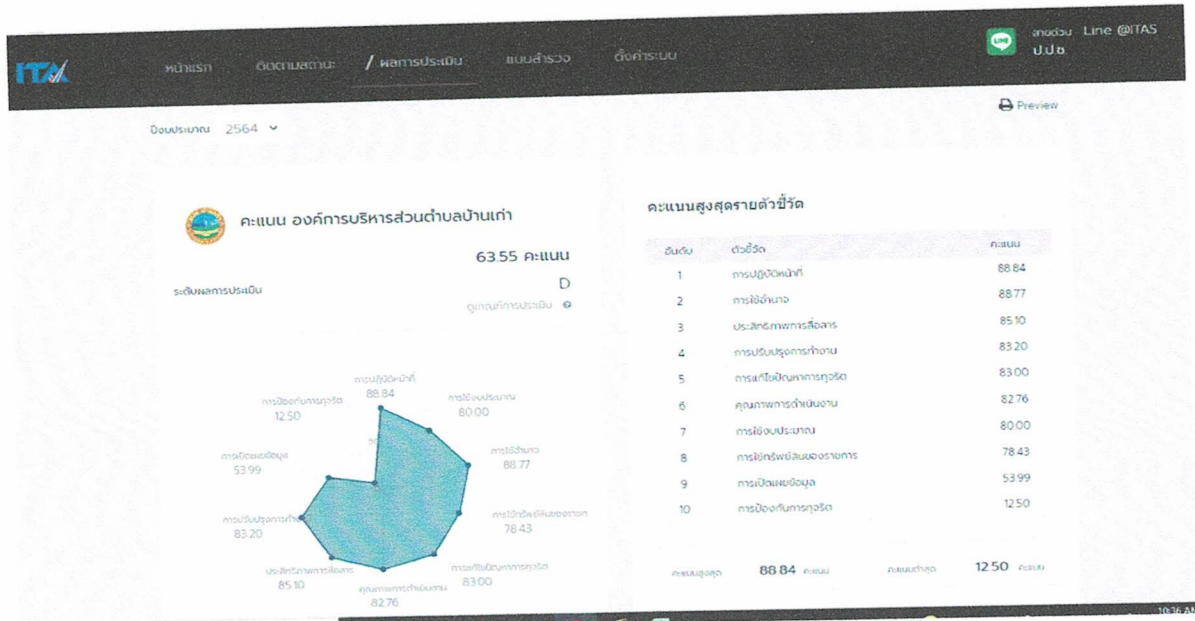 ITA หน้าแรก ติดตามสถานะ / ผลการประเมิน แบบสำรวจ ตั้งค่าระบบ LINE สายด่วน Line @ITAS
ป.ป.ช.
Preview
ปีงบประมาณ 2564
คะแนน องค์การบริหารส่วนตำบลบ้านเก่า
63.55 คะแนน
ระดับผลการประเมิน D
ดูเกณฑ์การประเมิน
การปฏิบัติหน้าที่
88.84
การใช้งบประมาณ
80.00
การใช้อำนาจ
88.77
การใช้ทรัพย์สินของราชก
78.43
การแก้ไขปัญหาการทุจริต
83.00
คุณภาพการดำเนินงาน
82.76
ประสิทธิภาพการสื่อสาร
85.10
การปรับปรุงการทำง
83.20
การเปิดเผยข้อมูล
53.99
การป้องกันการทุจริต
12.50
คะแนนสูงสุดรายตัวชี้วัด
อันดับ ตัวชี้วัด คะแนน
1 การปฏิบัติหน้าที่ 88.84
2 การใช้อำนาจ 88.77
3 ประสิทธิภาพการสื่อสาร 85.10
4 การปรับปรุงการทำงาน 83.20
5 การแก้ไขปัญหาการทุจริต 83.00
6 คุณภาพการดำเนินงาน 82.76
7 การใช้งบประมาณ 80.00
8 การใช้ทรัพย์สินของราชการ 78.43
9 การเปิดเผยข้อมูล 53.99
10 การป้องกันการทุจริต 12.50
คะแนนสูงสุด 88.84 คะแนน คะแนนต่ำสุด 12.50 คะแนน
10:36 AM